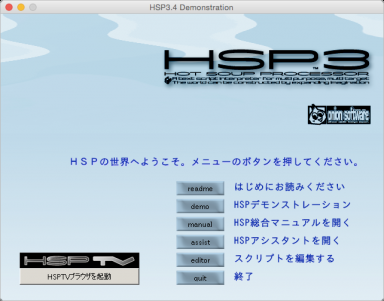 HSP3.4 Demonstration
HSP3
TM
HOT SOUP PROCESSOR
A text script interpreter for multi purpose, multi target
The world can be constructed by expanding imagination
onion software
ＨＳＰの世界へようこそ。メニューのボタンを押してください。
readme はじめにお読みください
demo HSPデモンストレーション
manual HSP総合マニュアルを開く
assist HSPアシスタントを開く
editor スクリプトを編集する
quit 終了
HSPTV
HSPTVブラウザを起動